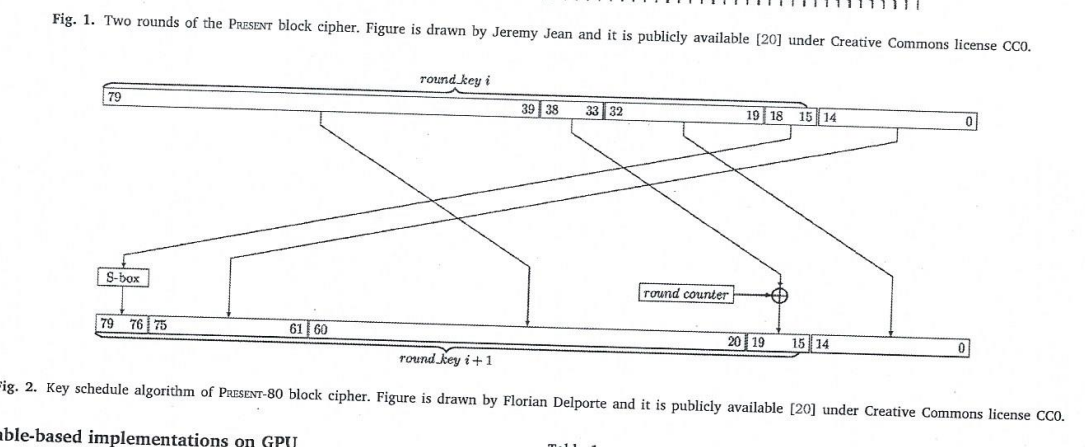 Fig. 1. Two rounds of the PRESENT block cipher. Figure is drawn by Jeremy Jean and it is publicly available [20] under Creative Commons license CC0.
round_key i
79 39 38 33 32 19 18 15 14 0
S-box
round counter
79 76 75 61 60 20 19 15 14 0
round_key i+1
Fig. 2. Key schedule algorithm of PRESENT-80 block cipher. Figure is drawn by Florian Delporte and it is publicly available [20] under Creative Commons license CC0.
able-based implementations on GPU